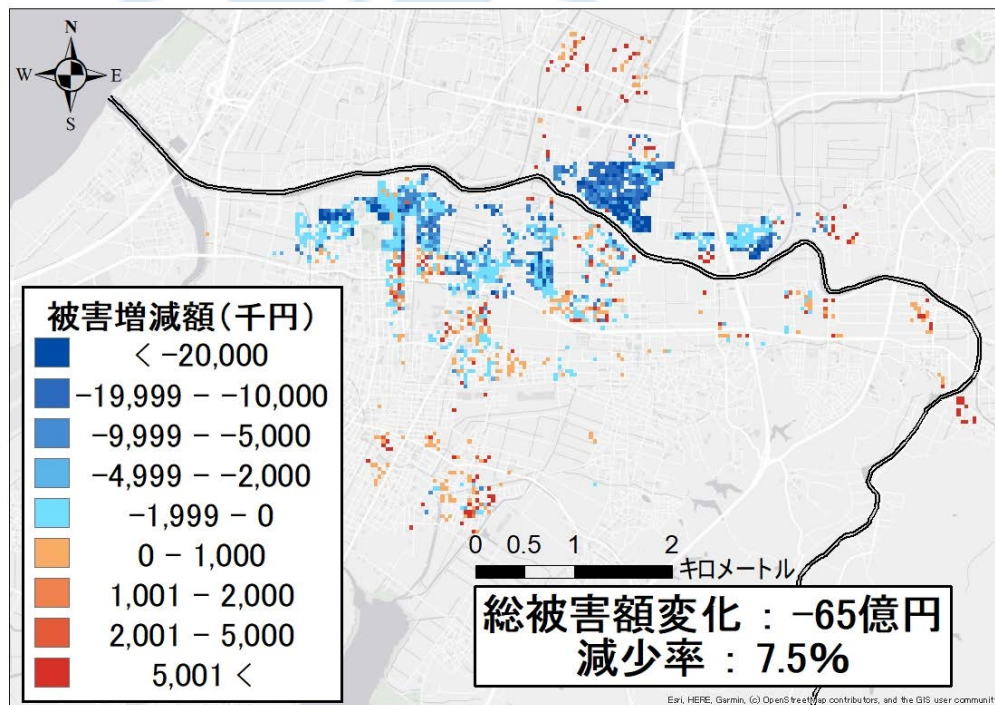 N
W E
S
被害増減額(千円)
< -20,000
-19,999 - -10,000
-9,999 - -5,000
-4,999 - -2,000
-1,999 - 0
0 - 1,000
1,001 - 2,000
2,001 - 5,000
5,001 <
0 0.5 1 2
キロメートル
総被害額変化 : -65億円
減少率 : 7.5%
Esri, HERE, Garmin, (c) OpenStreetMap contributors, and the GIS user communit